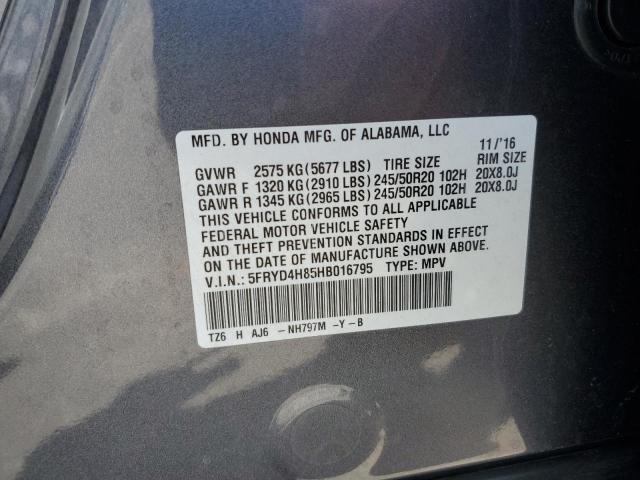 MFD. BY HONDA MFG. OF ALABAMA, LLC 11/'16
GVWR 2575 KG (5677 LBS) TIRE SIZE RIM SIZE
GAWR F 1320 KG (2910 LBS) 245/50R20 102H 20X8.0J
GAWR R 1345 KG (2965 LBS) 245/50R20 102H 20X8.0J
THIS VEHICLE CONFORMS TO ALL APPLICABLE
FEDERAL MOTOR VEHICLE SAFETY
AND THEFT PREVENTION STANDARDS IN EFFECT
ON THE DATE OF MANUFACTURE SHOWN ABOVE.
V.I.N.: 5FRYD4H85HB016795 TYPE: MPV
TZ6 H AJ6 -NH797M -Y-B